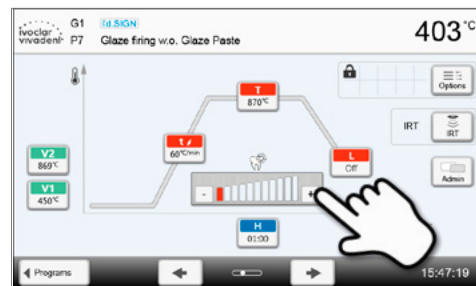 ivoclar
vivadent
G1
P7
IPS d.SIGN
Glaze firing w.o. Glaze Paste
403°C
Options
T
870°C
IRT
IRT
t
60°C/min
V2
869°C
L
Off
Admin
V1
450°C
-
+
H
01:00
Programs
15:47:19